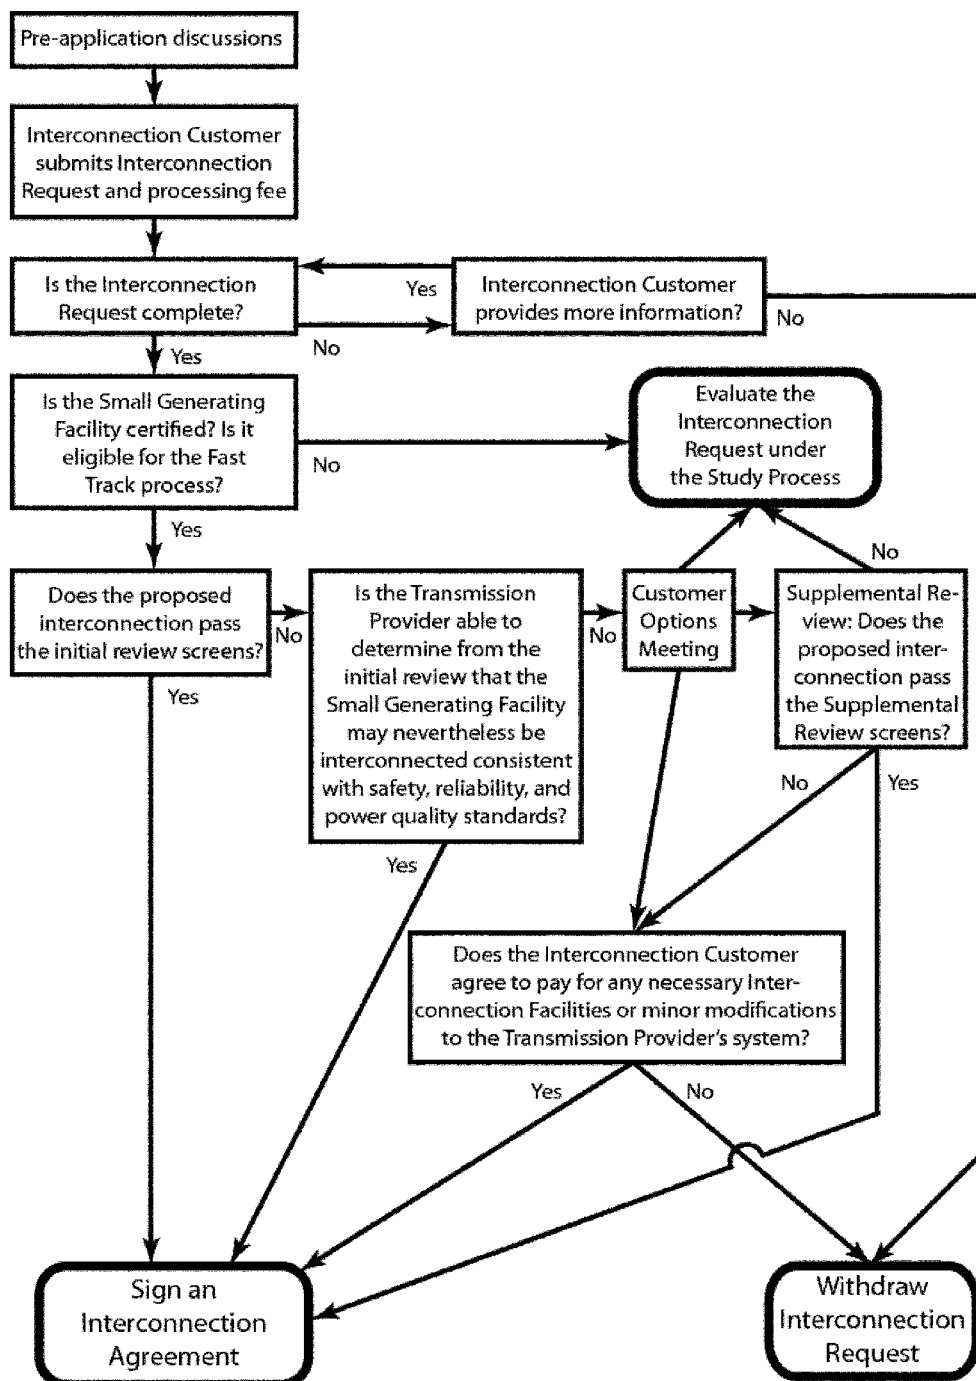 Pre-application discussions
Interconnection Customer
submits Interconnection
Request and processing fee
Is the Interconnection
Request complete?
Yes
No
Interconnection Customer
provides more information?
No
Yes
Is the Small Generating
Facility certified? Is it
eligible for the Fast
Track process?
No
Evaluate the
Interconnection
Request under
the Study Process
Yes
No
Does the proposed
interconnection pass
the initial review screens?
No
Yes
Is the Transmission
Provider able to
determine from the
initial review that the
Small Generating Facility
may nevertheless be
interconnected consistent
with safety, reliability, and
power quality standards?
No
Yes
Customer
Options
Meeting
Supplemental Re-
view: Does the
proposed inter-
connection pass
the Supplemental
Review screens?
No
Yes
Does the Interconnection Customer
agree to pay for any necessary Inter-
connection Facilities or minor modifications
to the Transmission Provider's system?
Yes
No
Sign an
Interconnection
Agreement
Withdraw
Interconnection
Request